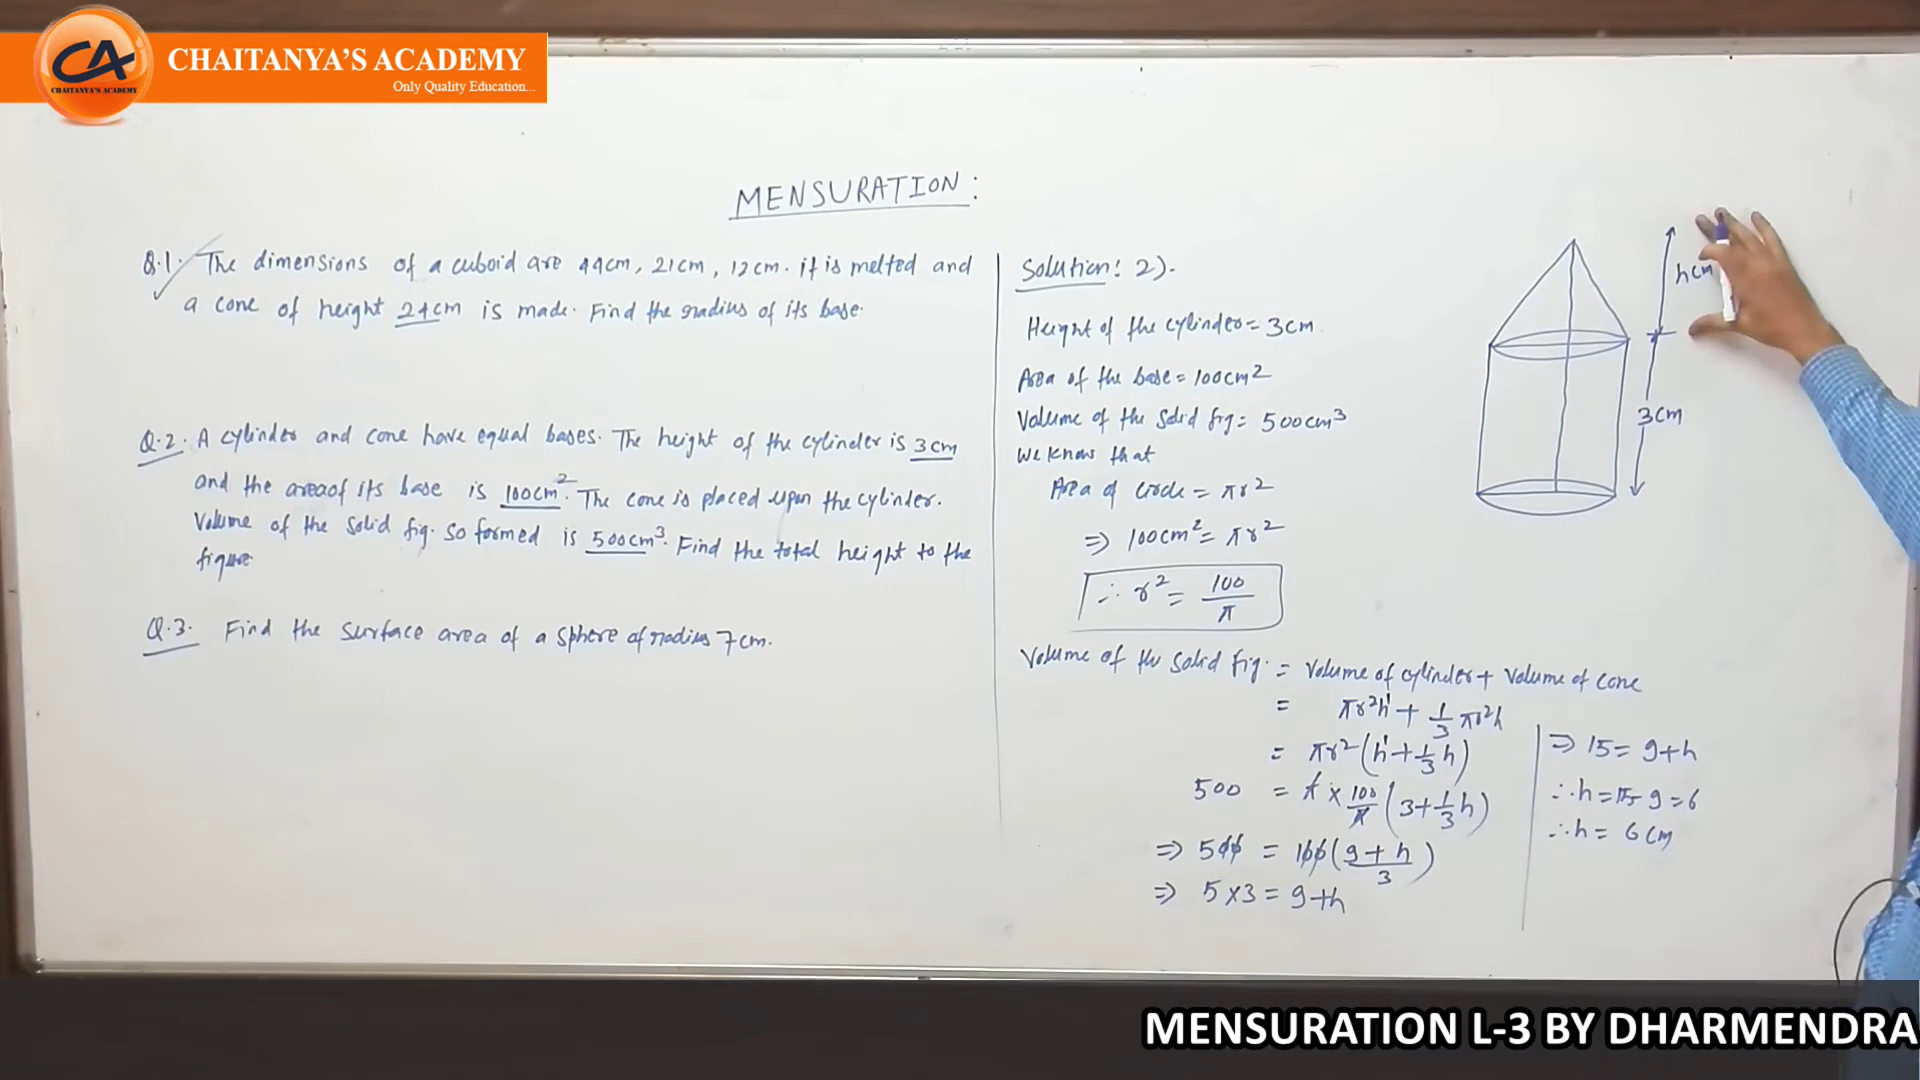 CHAITANYA'S ACADEMY
Only Quality Education...
CA
CHAITANYA'S ACADEMY
MENSURATION:
Q.1. The dimensions of a cuboid are 44cm, 21cm, 12cm. it is melted and
a cone of height 24cm is made. Find the radius of its base.
Q.2. A cylinder and cone have equal bases. The height of the cylinder is 3cm
and the area of its base is 100cm². The cone is placed upon the cylinder.
Volume of the solid fig. so formed is 500cm³. Find the total height to the
figure
Q.3. Find the surface area of a sphere of radius 7cm.
Solution: 2).
Height of the cylinder = 3cm
Area of the base = 100cm²
Volume of the solid fig = 500cm³
We know that
Area of circle = πr²
⇒ 100cm² = πr²
∴ r² = 100/π
Volume of the solid fig. = Volume of cylinder + Volume of cone
= πr²h' + 1/3 πr²h
= πr²(h' + 1/3 h)
500 = π × 100/π (3 + 1/3 h)
⇒ 500 = 100 (9 + h / 3)
⇒ 5 × 3 = 9 + h
⇒ 15 = 9 + h
∴ h = 15 - 9 = 6
∴ h = 6cm
hcm
3cm
MENSURATION L-3 BY DHARMENDRA